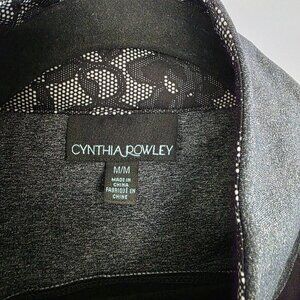 CYNTHIA ROWLEY
M/M
MADE IN
CHINA
FABRIQUÉ EN
CHINE